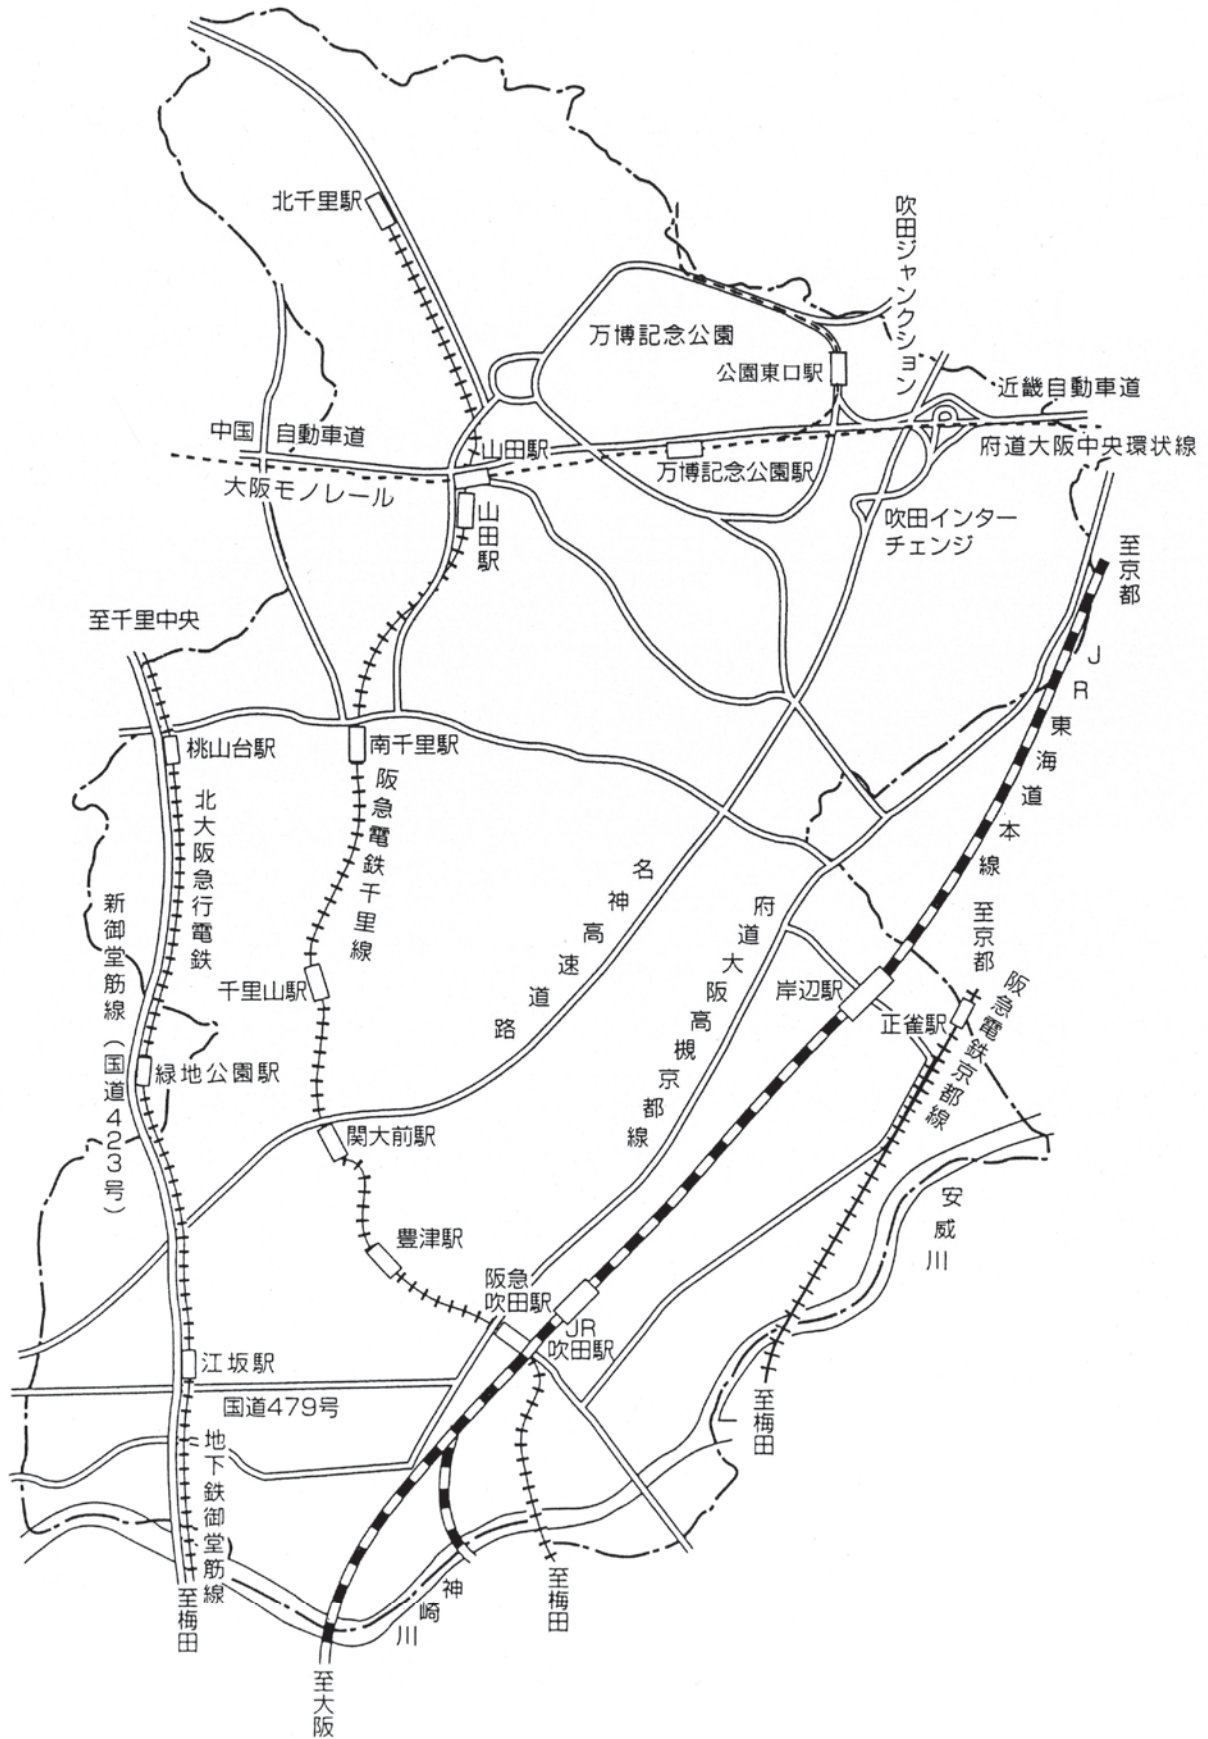 北千里駅
吹田ジャンクション
万博記念公園
公園東口駅
近畿自動車道
中国自動車道
山田駅
府道大阪中央環状線
万博記念公園駅
大阪モノレール
山田駅
吹田インター
チェンジ
至京都
至千里中央
JR東海道本線
桃山台駅
南千里駅
阪急電鉄千里線
北大阪急行電鉄
名神高速道路
新御堂筋線(国道423号)
府道大阪高槻京都線
至京都
千里山駅
岸辺駅
阪急電鉄京都線
正雀駅
緑地公園駅
関大前駅
安威川
豊津駅
阪急
吹田駅
JR
吹田駅
江坂駅
国道479号
至梅田
地下鉄御堂筋線
至梅田
至梅田
神崎川
至大阪